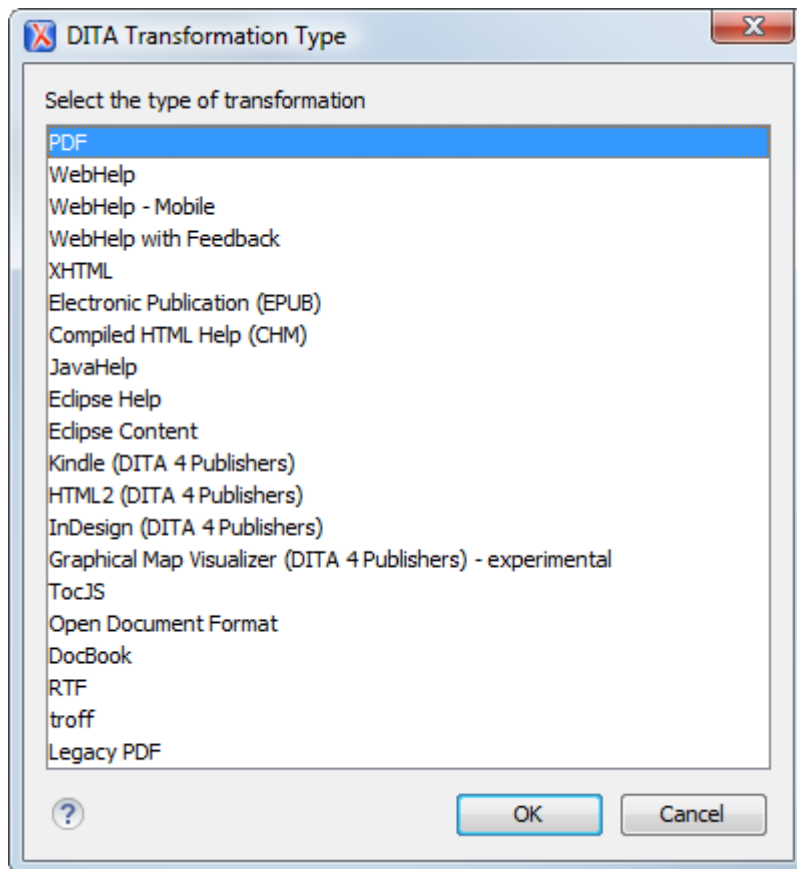 DITA Transformation Type
Select the type of transformation
PDF
WebHelp
WebHelp - Mobile
WebHelp with Feedback
XHTML
Electronic Publication (EPUB)
Compiled HTML Help (CHM)
JavaHelp
Eclipse Help
Eclipse Content
Kindle (DITA 4 Publishers)
HTML2 (DITA 4 Publishers)
InDesign (DITA 4 Publishers)
Graphical Map Visualizer (DITA 4 Publishers) - experimental
TocJS
Open Document Format
DocBook
RTF
troff
Legacy PDF
? OK Cancel